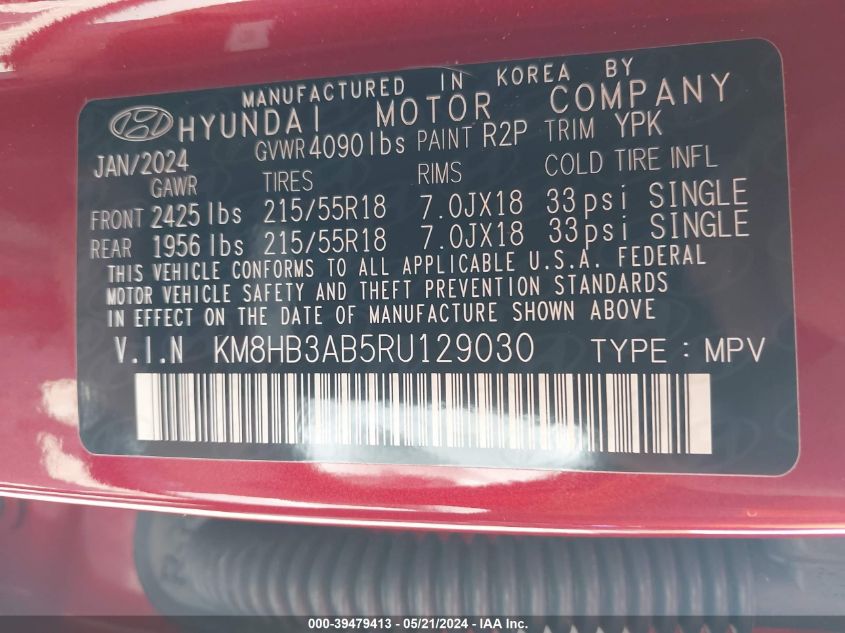 MANUFACTURED IN KOREA BY
HYUNDAI MOTOR COMPANY
JAN/2024 GVWR 4090 lbs PAINT R2P TRIM YPK
GAWR TIRES RIMS COLD TIRE INFL
FRONT 2425 lbs 215/55R18 7.0JX18 33psi SINGLE
REAR 1956 lbs 215/55R18 7.0JX18 33psi SINGLE
THIS VEHICLE CONFORMS TO ALL APPLICABLE U.S.A. FEDERAL
MOTOR VEHICLE SAFETY AND THEFT PREVENTION STANDARDS
IN EFFECT ON THE DATE OF MANUFACTURE SHOWN ABOVE
V.I.N KM8HB3AB5RU129030 TYPE : MPV
000-39479413 - 05/21/2024 - IAA Inc.